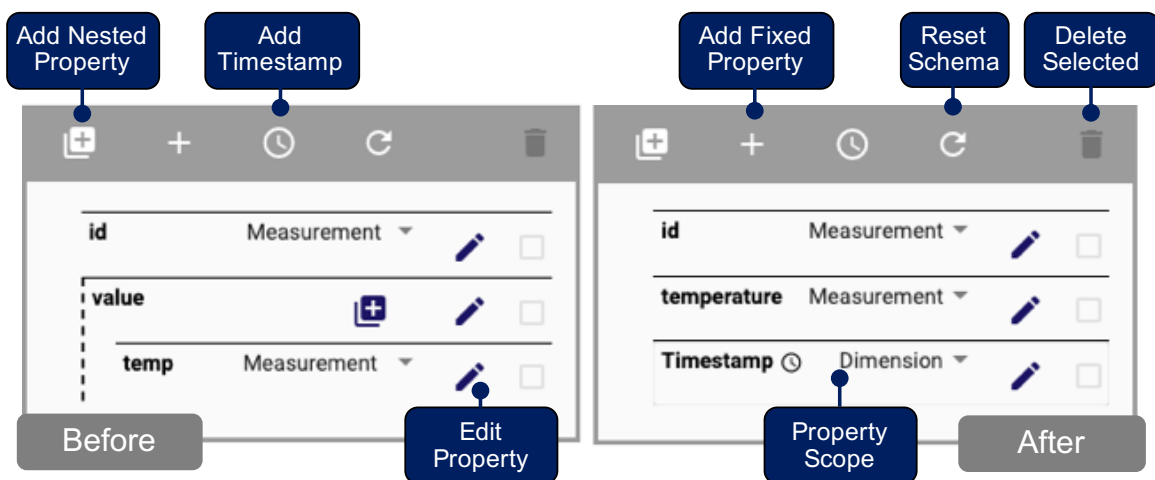 Add Nested
Property
Add
Timestamp
Add Fixed
Property
Reset
Schema
Delete
Selected
id Measurement
value
temp Measurement
Before
Edit
Property
id Measurement
temperature Measurement
Timestamp Dimension
Property
Scope
After